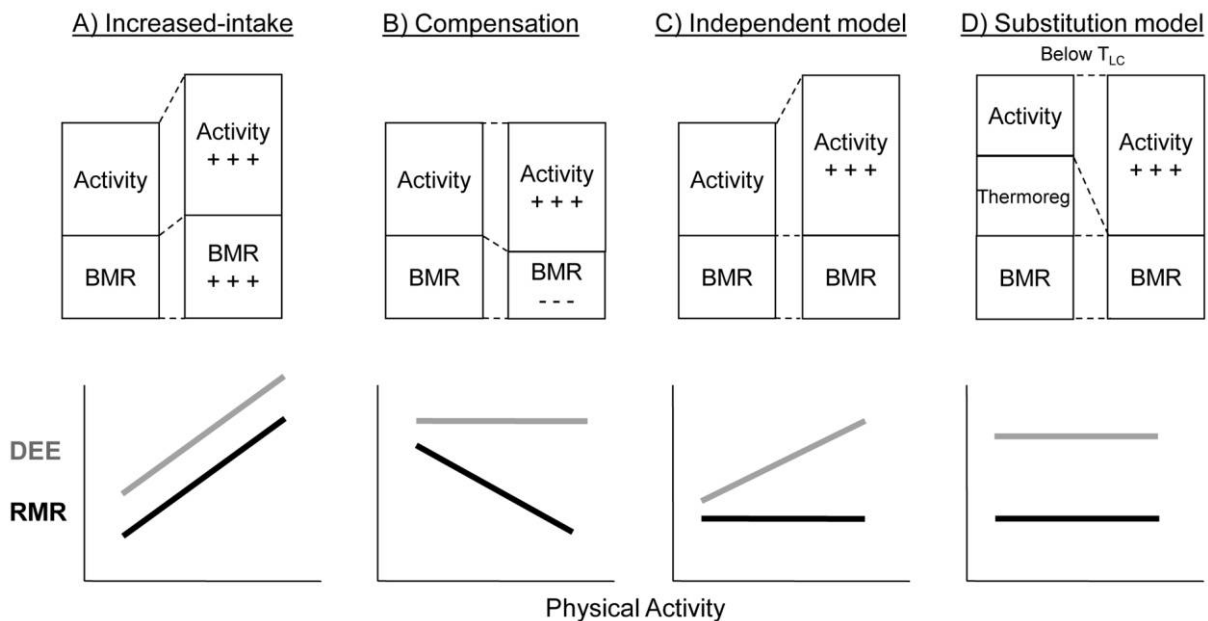 A) Increased-intake
Activity
BMR
Activity
+ + +
BMR
+ + +
B) Compensation
Activity
BMR
Activity
+ + +
BMR
- - -
C) Independent model
Activity
BMR
Activity
+ + +
BMR
D) Substitution model
Below T_LC
Activity
Thermoreg
BMR
Activity
+ + +
BMR
DEE
RMR
Physical Activity